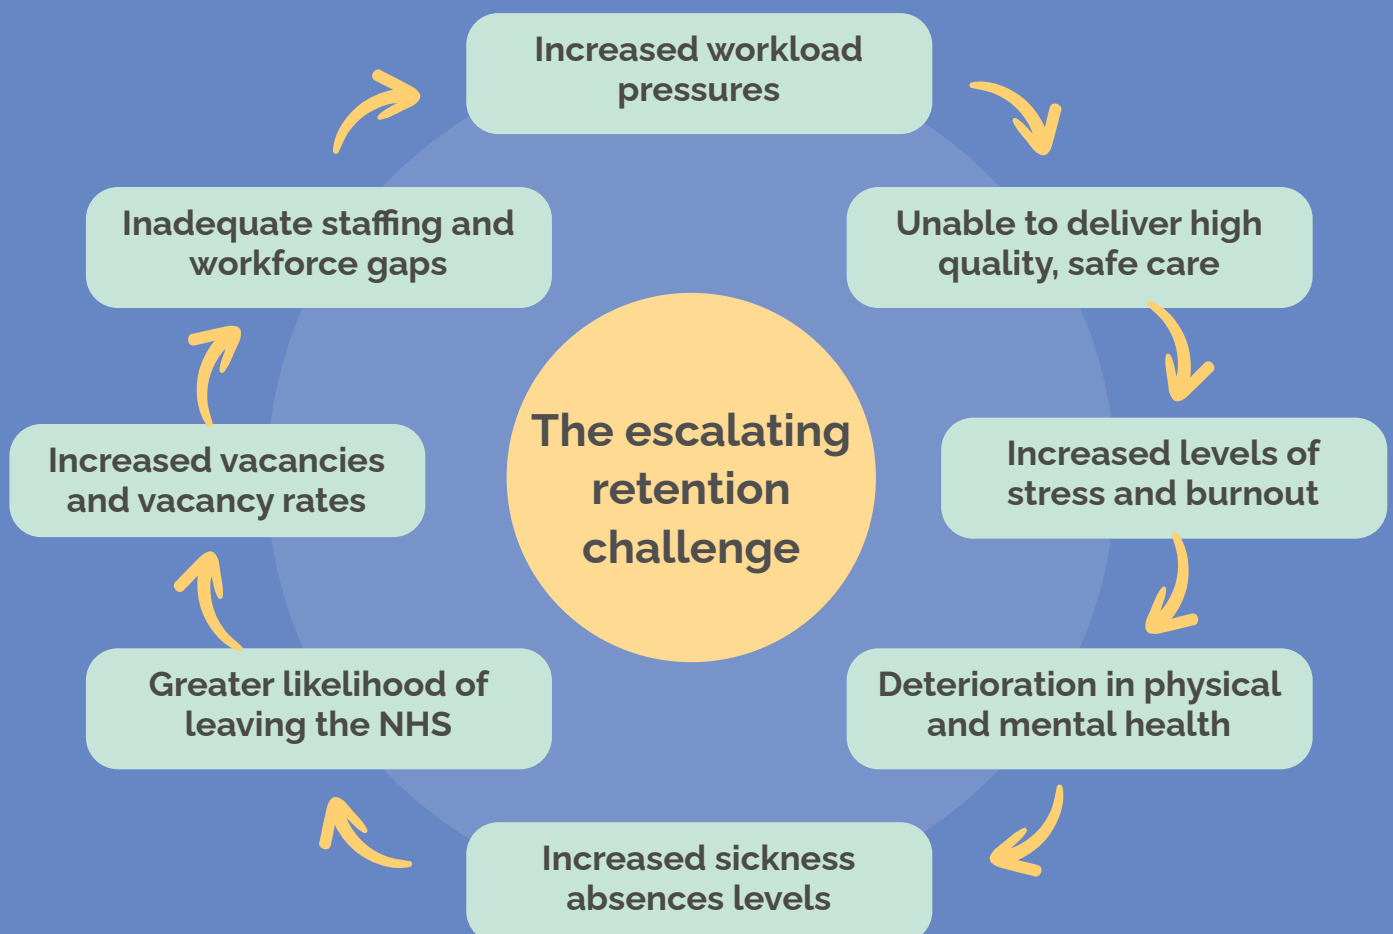 Increased workload
pressures
Unable to deliver high
quality, safe care
Increased levels of
stress and burnout
Deterioration in physical
and mental health
Increased sickness
absences levels
Greater likelihood of
leaving the NHS
Increased vacancies
and vacancy rates
Inadequate staffing and
workforce gaps
The escalating
retention
challenge